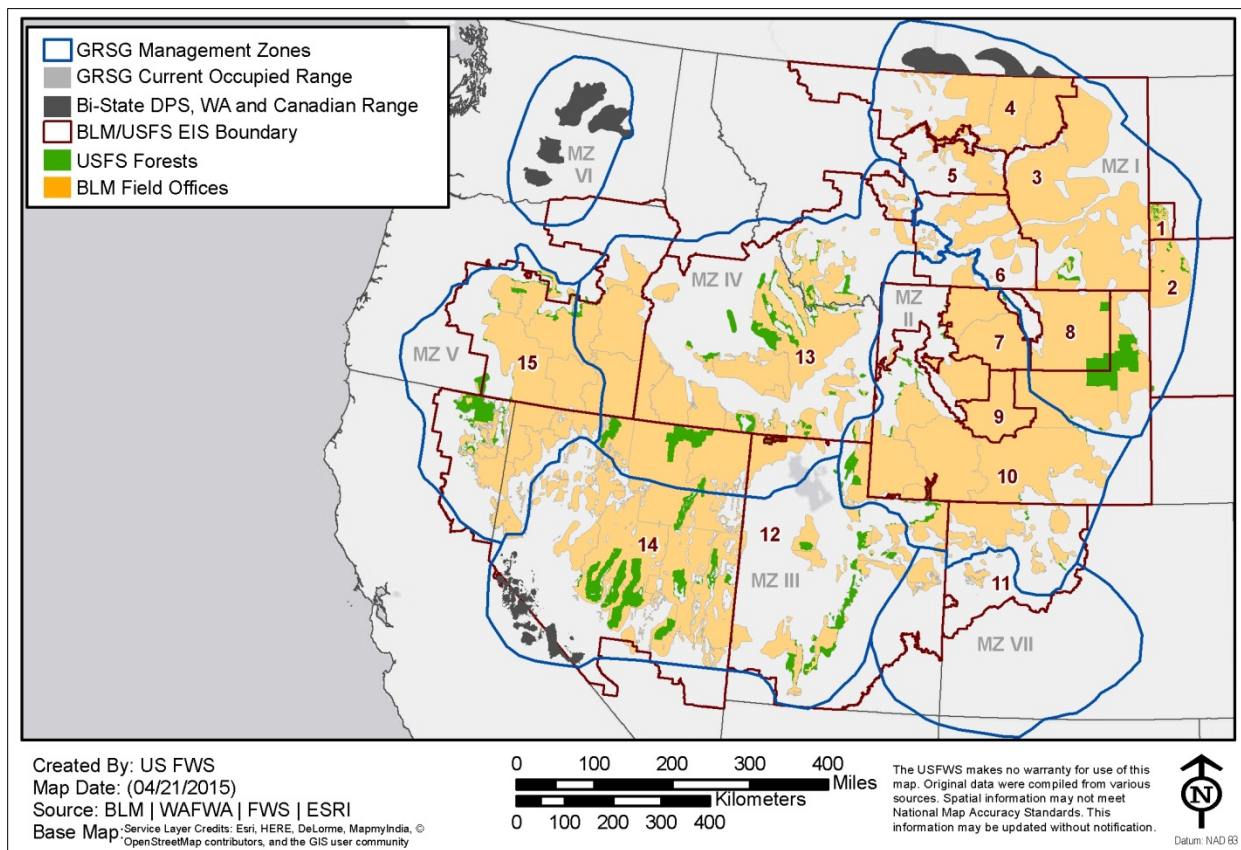 GRSG Management Zones
GRSG Current Occupied Range
Bi-State DPS, WA and Canadian Range
BLM/USFS EIS Boundary
USFS Forests
BLM Field Offices
MZ
VI
4
5
3
MZ I
1
6
2
MZ IV
MZ
II
7
8
MZ V
15
13
9
10
14
12
MZ III
11
MZ VII
Created By: US FWS
Map Date: (04/21/2015)
Source: BLM | WAFWA | FWS | ESRI
Base Map: Service Layer Credits: Esri, HERE, DeLorme, MapmyIndia, ©
OpenStreetMap contributors, and the GIS user community
0 100 200 300 400
Miles
Kilometers
0 100 200 300 400
The USFWS makes no warranty for use of this
map. Original data were compiled from various
sources. Spatial information may not meet
National Map Accuracy Standards. This
information may be updated without notification.
N
Datum: NAD 83